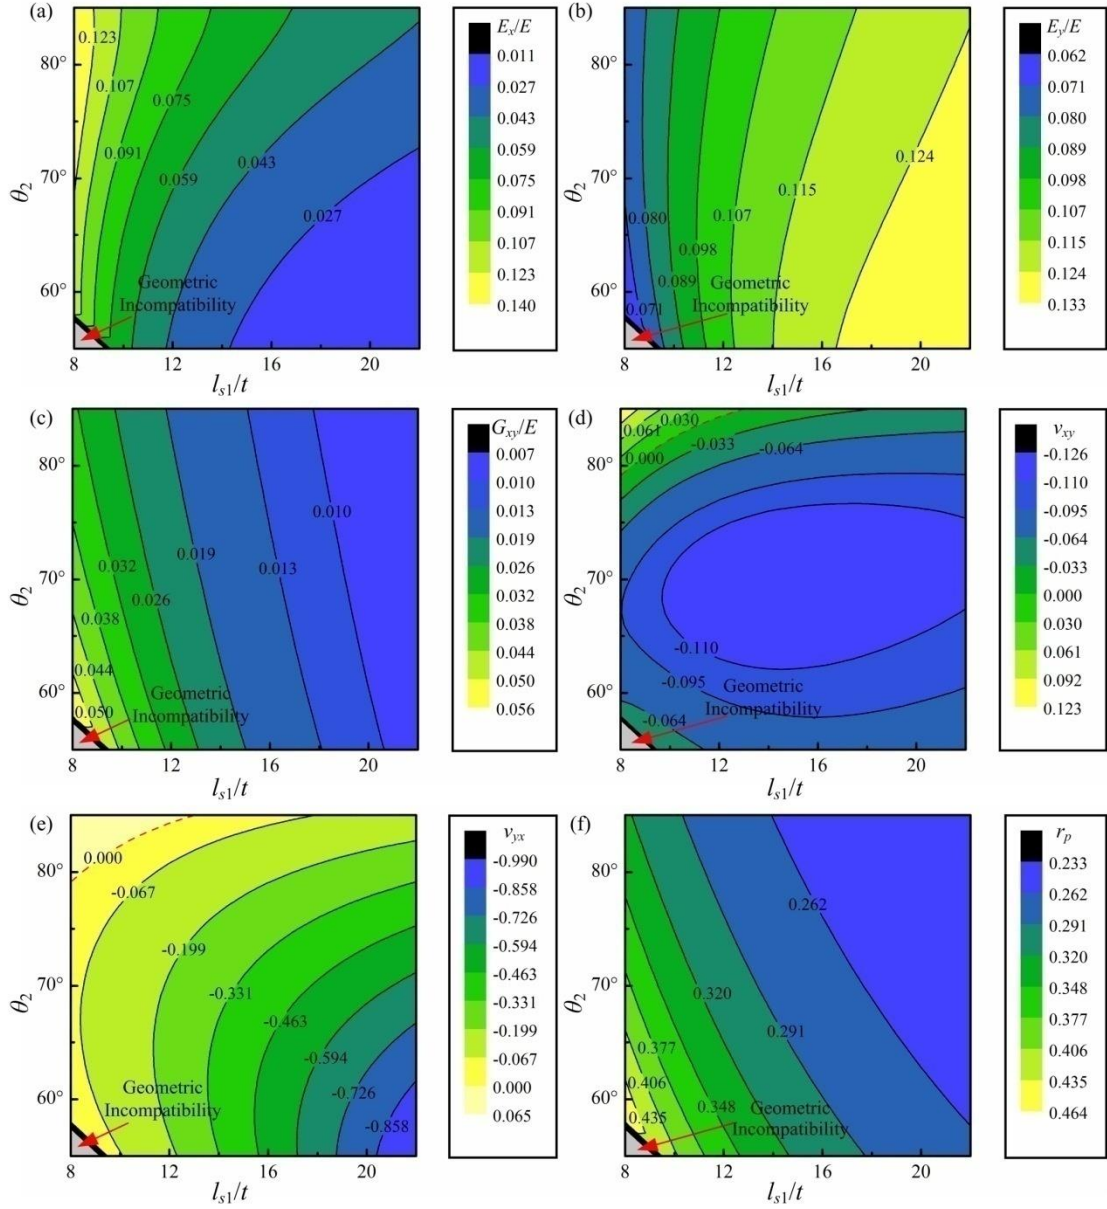 (a)
0.123
0.107
0.091
0.075
0.059
0.043
0.027
Geometric
Incompatibility
80°
70°
60°
θ2
8 12 16 20
ls1/t
Ex/E
0.011
0.027
0.043
0.059
0.075
0.091
0.107
0.123
0.140
(b)
0.080
0.071
0.089
0.098
0.107
0.115
0.124
Geometric
Incompatibility
80°
70°
60°
θ2
8 12 16 20
ls1/t
Ey/E
0.062
0.071
0.080
0.089
0.098
0.107
0.115
0.124
0.133
(c)
0.010
0.013
0.019
0.032
0.026
0.038
0.044
0.050
Geometric
Incompatibility
80°
70°
60°
θ2
8 12 16 20
ls1/t
Gxy/E
0.007
0.010
0.013
0.019
0.026
0.032
0.038
0.044
0.050
0.056
(d)
0.061
0.030
0.000
-0.033
-0.064
-0.110
-0.095
-0.064
Geometric
Incompatibility
80°
70°
60°
θ2
8 12 16 20
ls1/t
vxy
-0.126
-0.110
-0.095
-0.064
-0.033
0.000
0.030
0.061
0.092
0.123
(e)
0.000
-0.067
-0.199
-0.331
-0.463
-0.594
-0.726
-0.858
Geometric
Incompatibility
80°
70°
60°
θ2
8 12 16 20
ls1/t
vyx
-0.990
-0.858
-0.726
-0.594
-0.463
-0.331
-0.199
-0.067
0.000
0.065
(f)
0.262
0.291
0.320
0.348
0.377
0.406
0.435
Geometric
Incompatibility
80°
70°
60°
θ2
8 12 16 20
ls1/t
rp
0.233
0.262
0.291
0.320
0.348
0.377
0.406
0.435
0.464